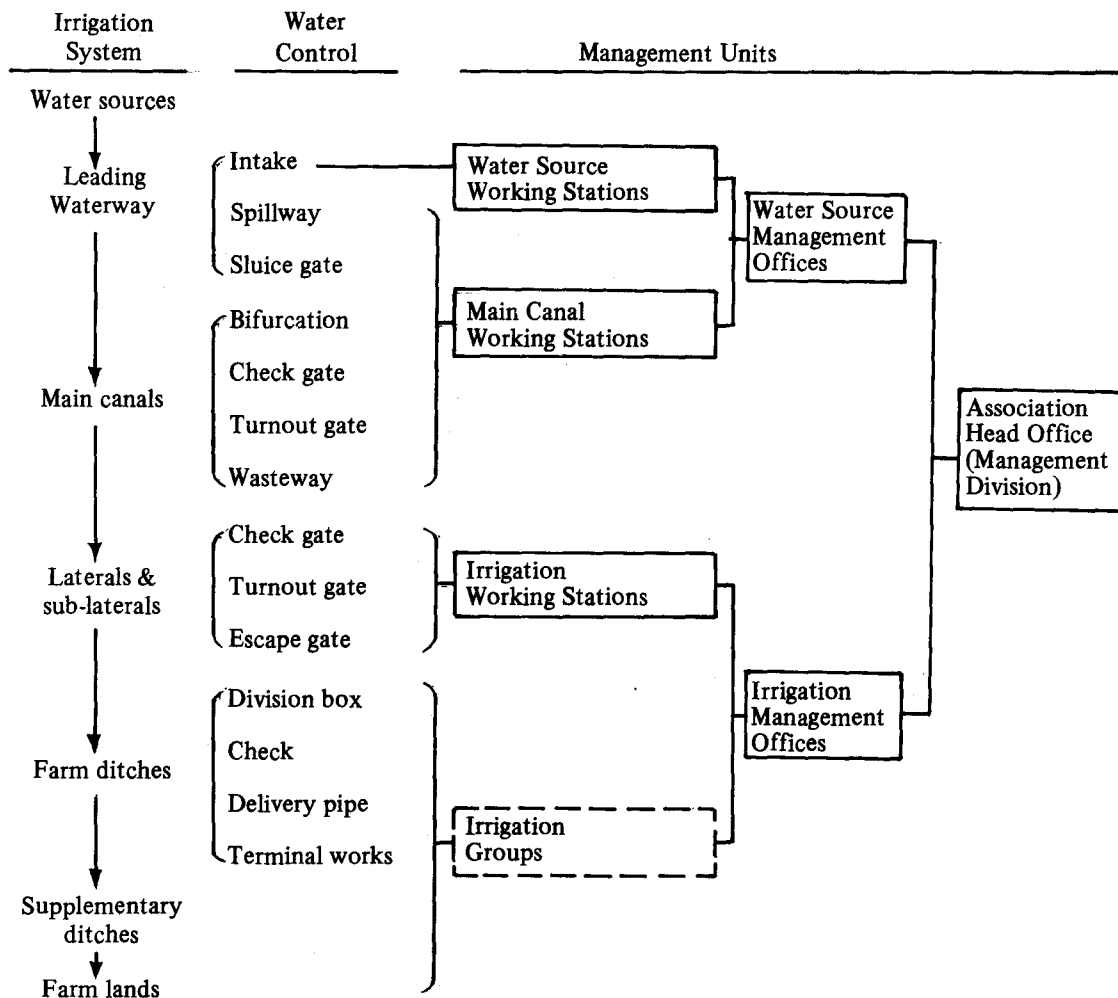 Irrigation
System
Water
Control
Management Units
Water sources
Leading
Waterway
Main canals
Laterals &
sub-laterals
Farm ditches
Supplementary
ditches
Farm lands
Intake
Spillway
Sluice gate
Bifurcation
Check gate
Turnout gate
Wasteway
Check gate
Turnout gate
Escape gate
Division box
Check
Delivery pipe
Terminal works
Water Source
Working Stations
Main Canal
Working Stations
Irrigation
Working Stations
Irrigation
Groups
Water Source
Management
Offices
Irrigation
Management
Offices
Association
Head Office
(Management
Division)